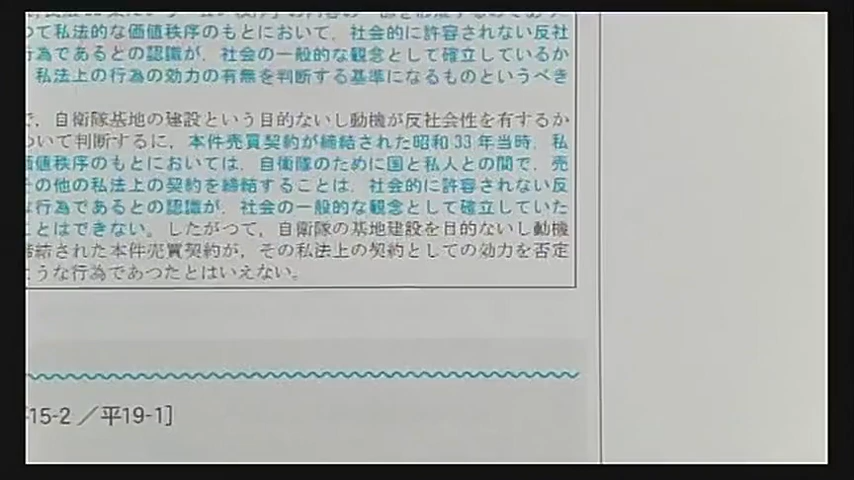 つて私法的な価値秩序のもとにおいて，社会的に許容されない反社
行為であるとの認識が，社会の一般的な観念として確立しているか
私法上の行為の効力の有無を判断する基準になるものというべき
で，自衛隊基地の建設という目的ないし動機が反社会性を有するか
ついて判断するに，本件売買契約が締結された昭和33年当時，私
値秩序のもとにおいては，自衛隊のために国と私人との間で，売
の他の私法上の契約を締結することは，社会的に許容されない反
な行為であるとの認識が，社会の一般的な観念として確立していた
ことはできない。したがつて，自衛隊の基地建設を目的ないし動機
締結された本件売買契約が，その私法上の契約としての効力を否定
ような行為であつたとはいえない。
15-2／平19-1]